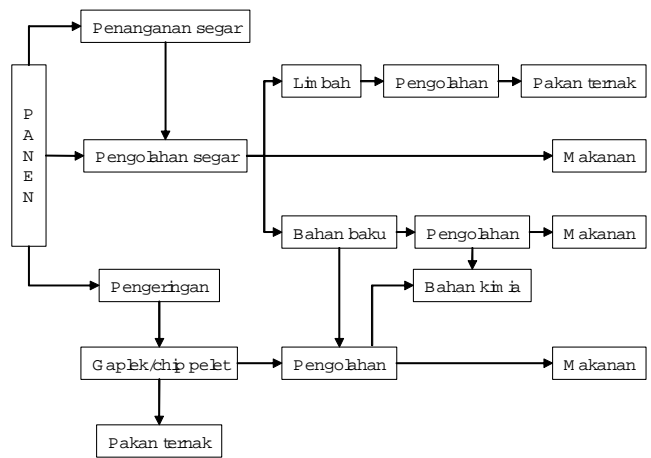 Penanganan segar
Limbah
Pengolahan
Pakan ternak
PANEN
Pengolahan segar
Makanan
Bahan baku
Pengolahan
Makanan
Pengeringan
Bahan kimia
Gaplek/chip pelet
Pengolahan
Makanan
Pakan ternak